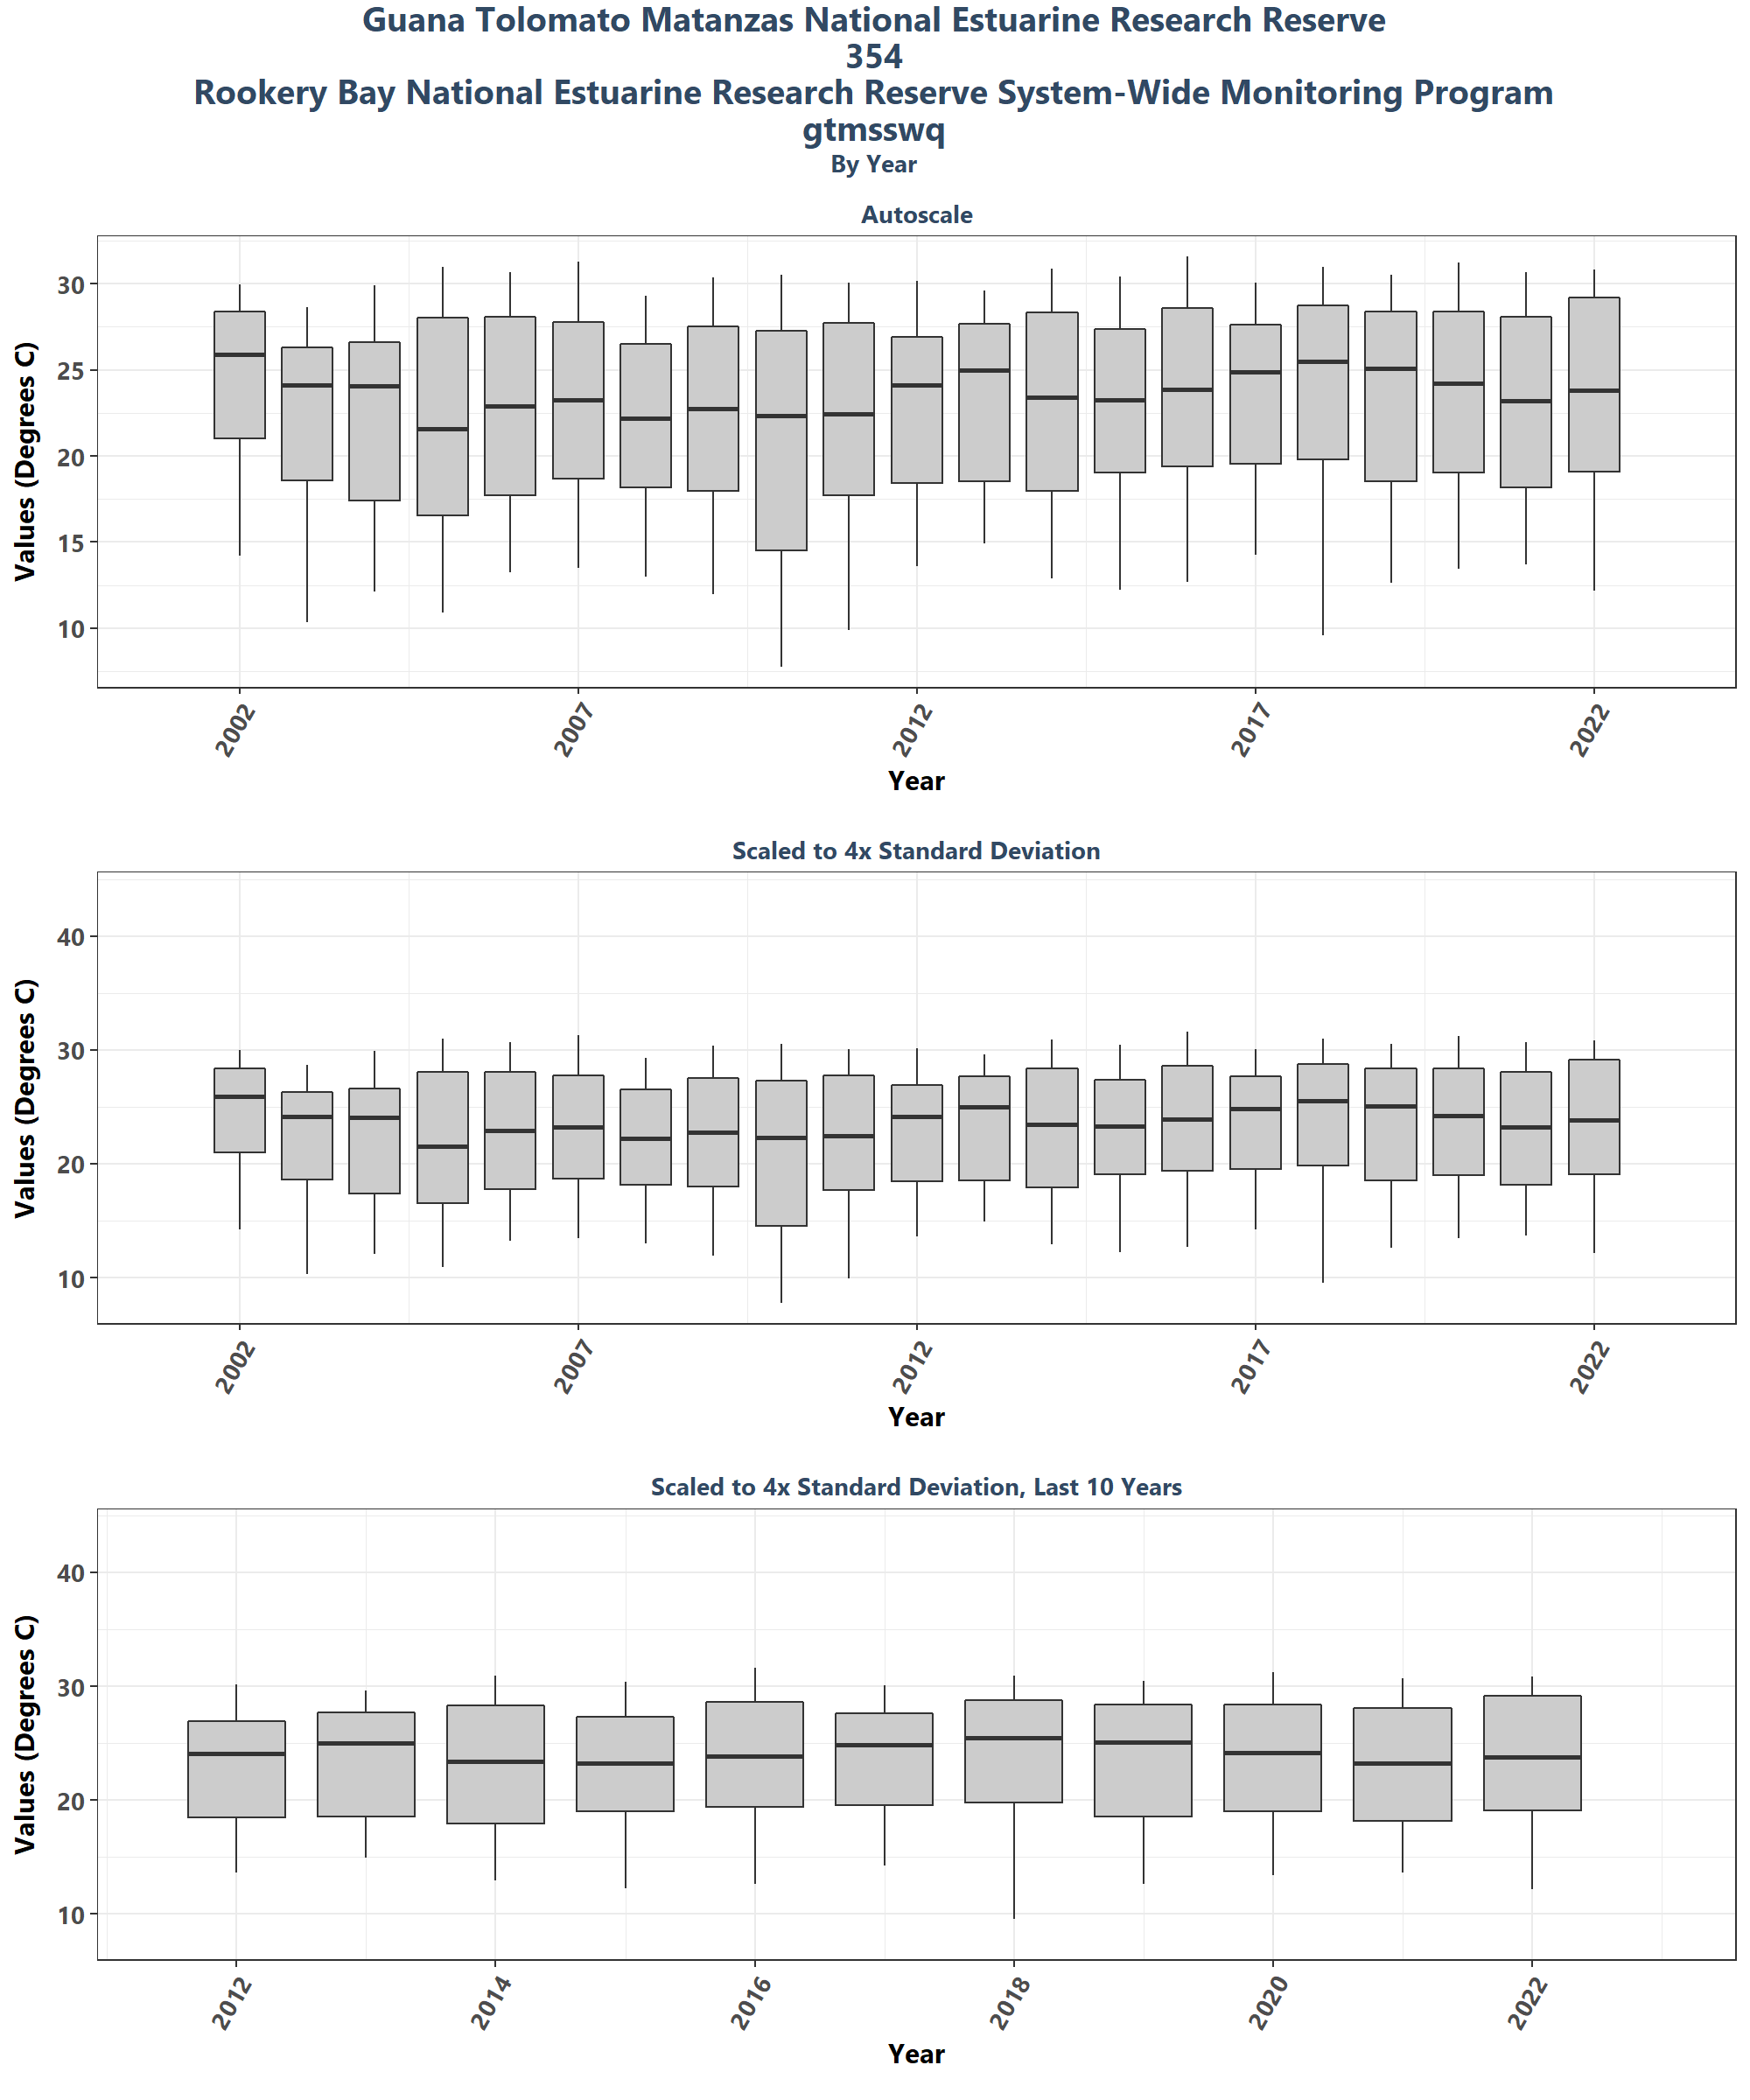 Guana Tolomato Matanzas National Estuarine Research Reserve
354
Rookery Bay National Estuarine Research Reserve System-Wide Monitoring Program
gtmsswq
By Year
Autoscale
Values (Degrees C)
30
25
20
15
10
2002
2007
2012
2017
2022
Year
Scaled to 4x Standard Deviation
Values (Degrees C)
40
30
20
10
2002
2007
2012
2017
2022
Year
Scaled to 4x Standard Deviation, Last 10 Years
Values (Degrees C)
40
30
20
10
2012
2014
2016
2018
2020
2022
Year